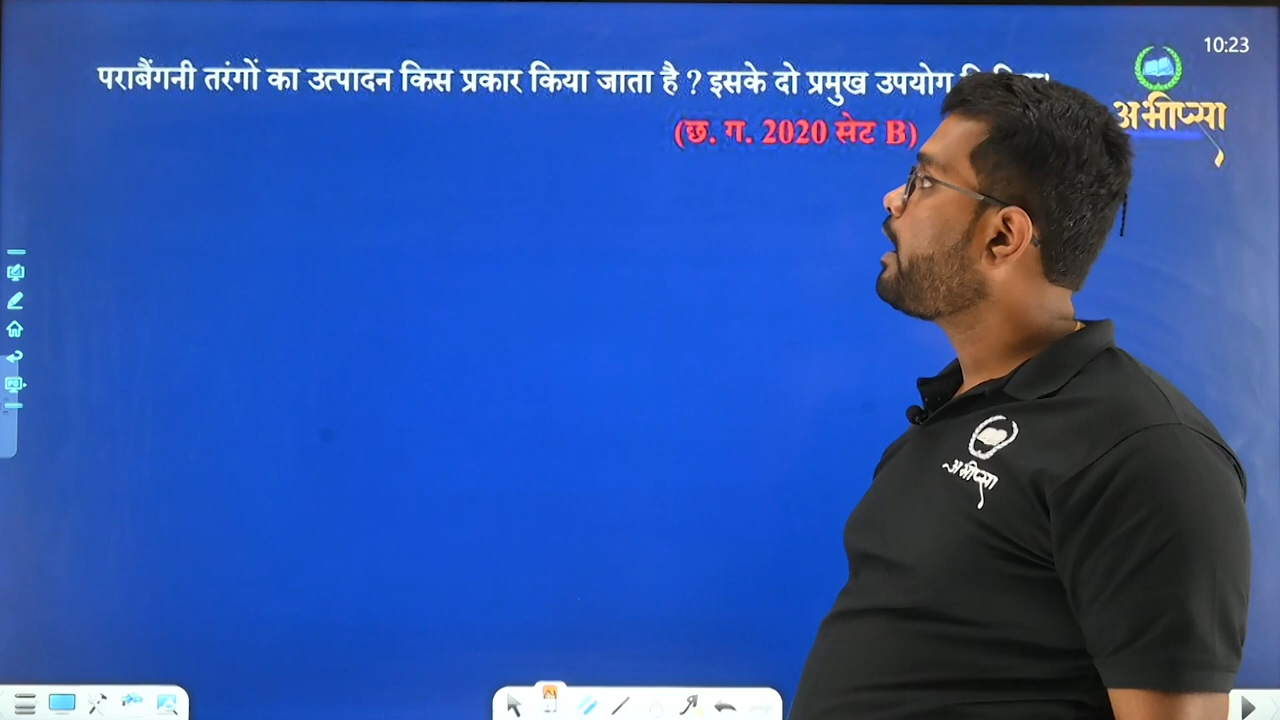 10:23
पराबैंगनी तरंगों का उत्पादन किस प्रकार किया जाता है ? इसके दो प्रमुख उपयोग
(छ. ग. 2020 सेट B)
अभीप्सा
अभीप्सा